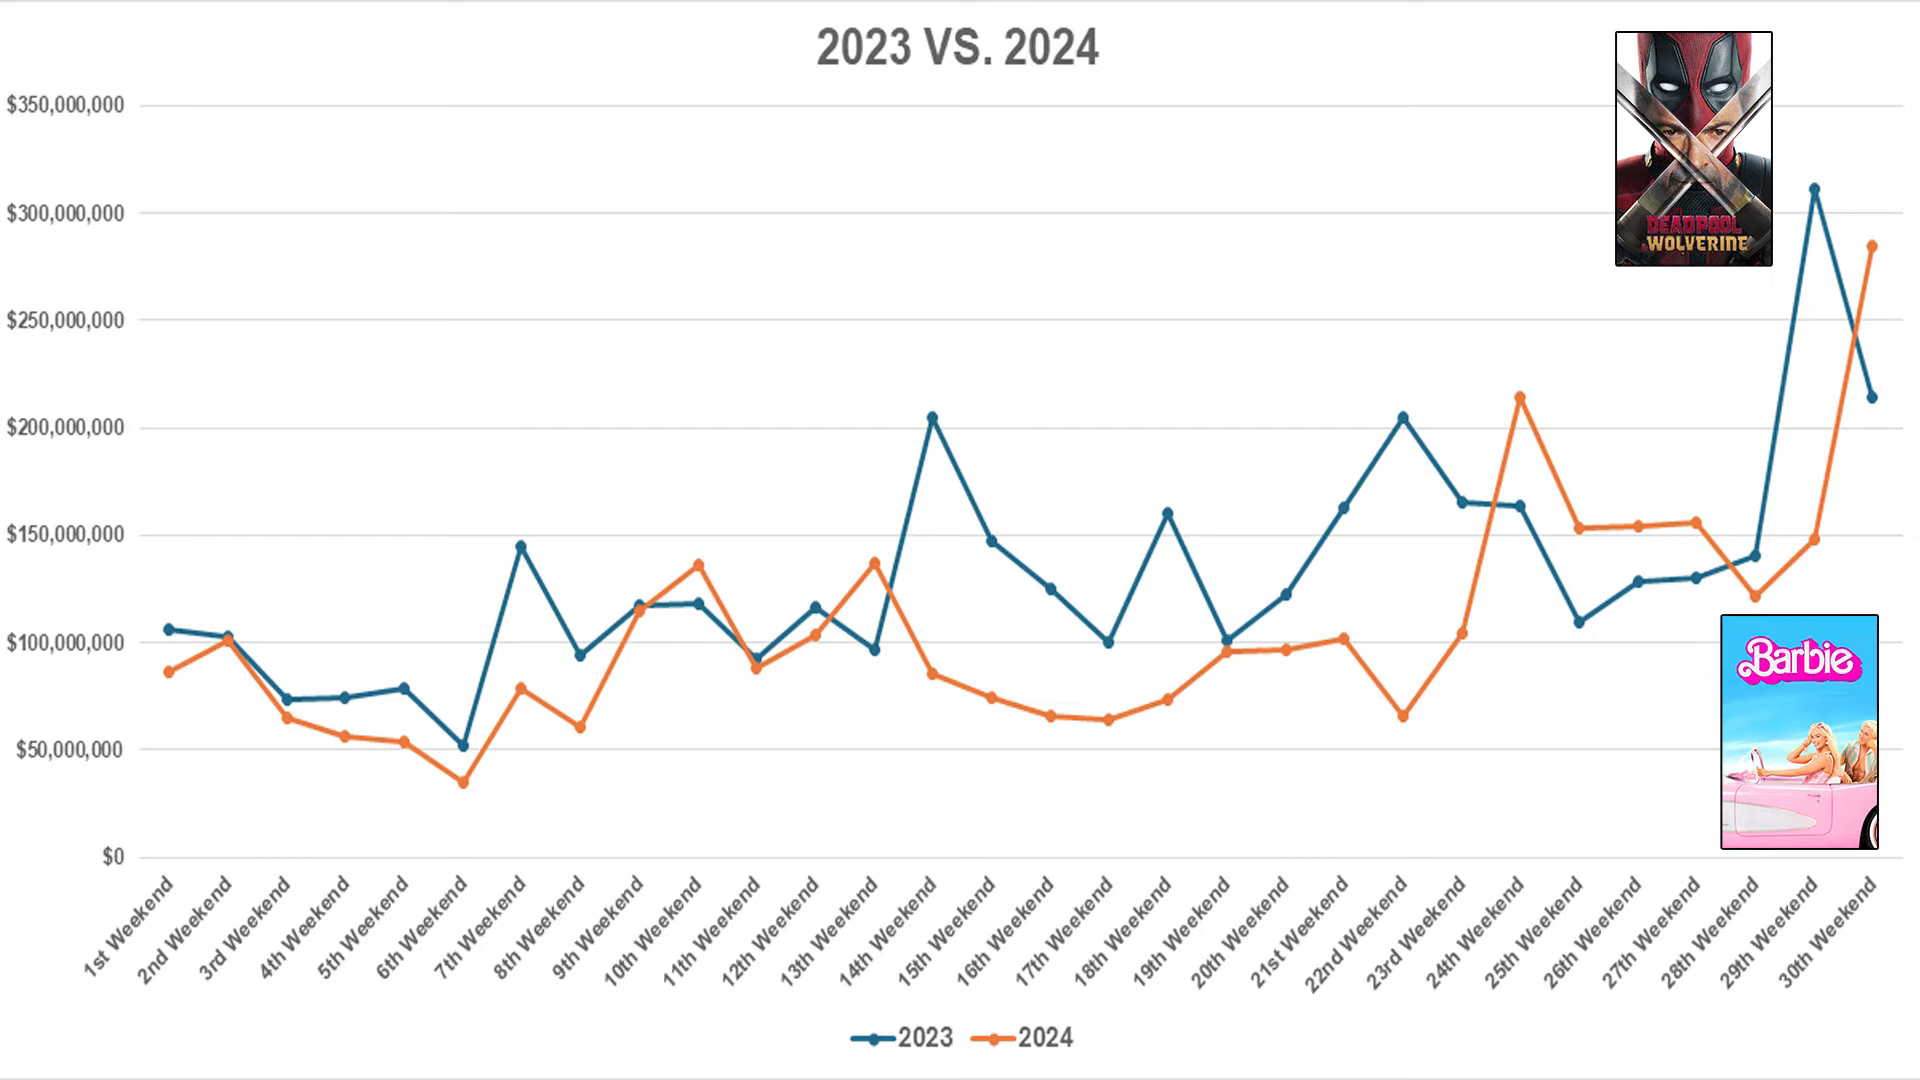 2023 VS. 2024
$350,000,000
$300,000,000
$250,000,000
$200,000,000
$150,000,000
$100,000,000
$50,000,000
$0
DEADPOOL
& WOLVERINE
Barbie
1st Weekend
2nd Weekend
3rd Weekend
4th Weekend
5th Weekend
6th Weekend
7th Weekend
8th Weekend
9th Weekend
10th Weekend
11th Weekend
12th Weekend
13th Weekend
14th Weekend
15th Weekend
16th Weekend
17th Weekend
18th Weekend
19th Weekend
20th Weekend
21st Weekend
22nd Weekend
23rd Weekend
24th Weekend
25th Weekend
26th Weekend
27th Weekend
28th Weekend
29th Weekend
30th Weekend
2023 2024